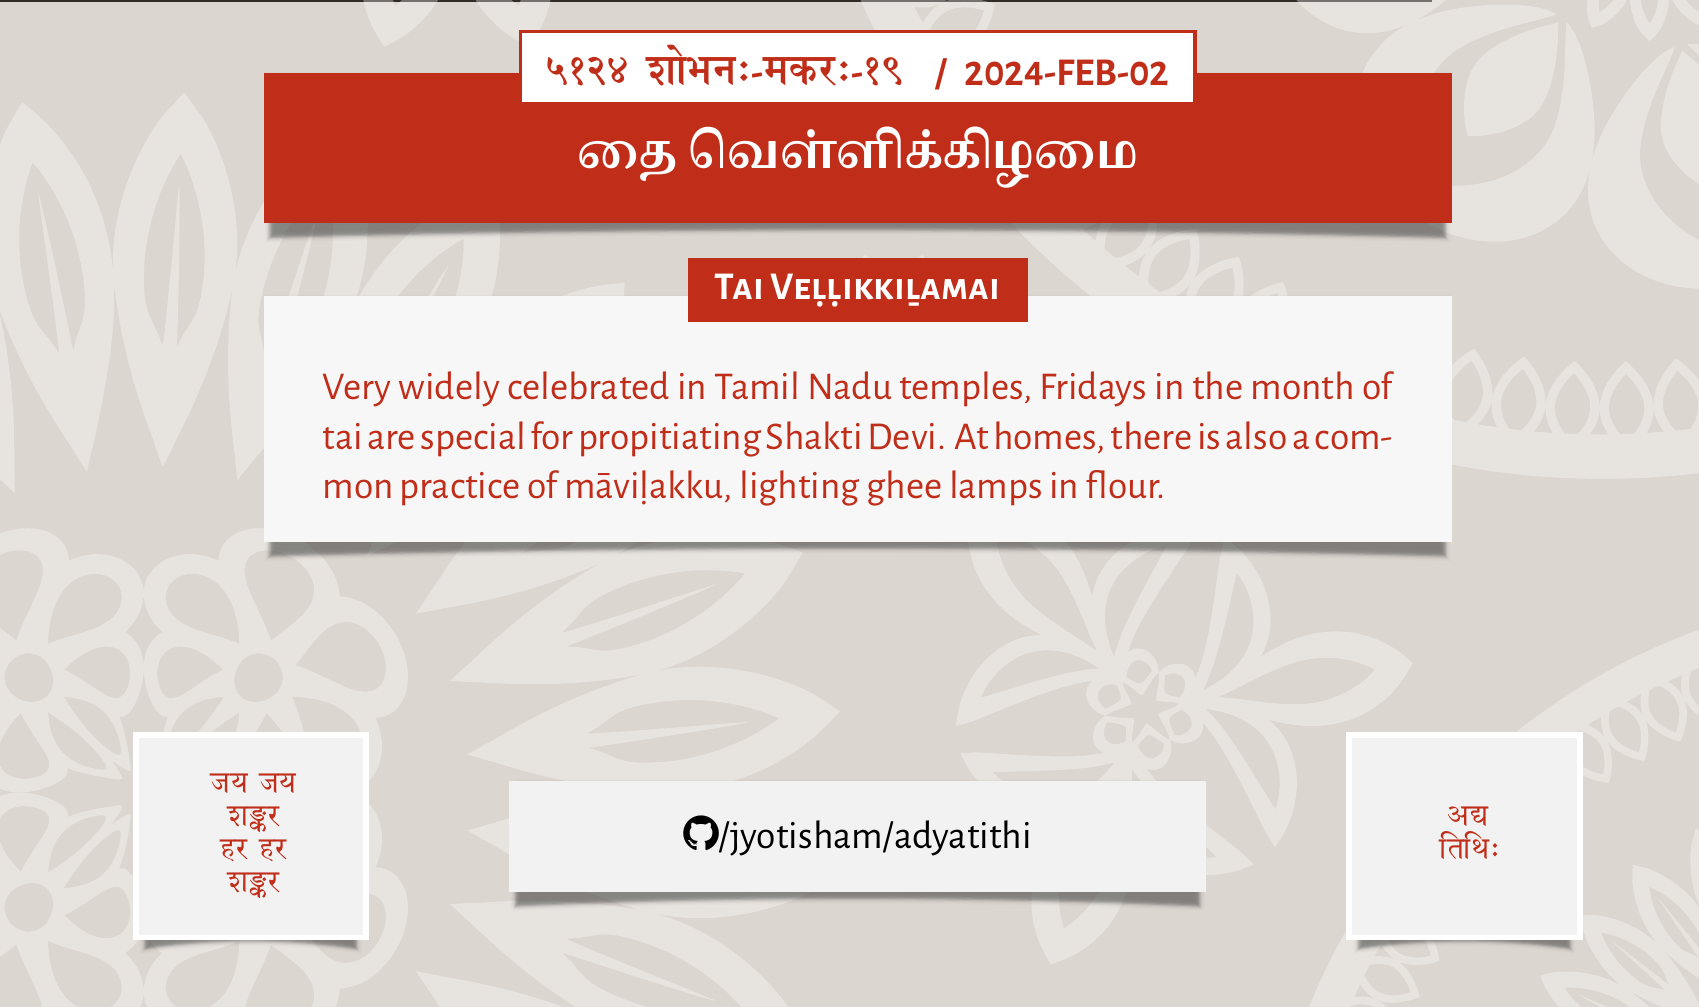 ५१२४ शोभनः-मकरः-१९ / 2024-FEB-02
தை வெள்ளிக்கிழமை
Tai Veḷḷikkiḻamai
Very widely celebrated in Tamil Nadu temples, Fridays in the month of
tai are special for propitiating Shakti Devi. At homes, there is also a com-
mon practice of māviḷakku, lighting ghee lamps in flour.
जय जय
शङ्कर
हर हर
शङ्कर
/jyotisham/adyatithi
अद्य
तिथिः